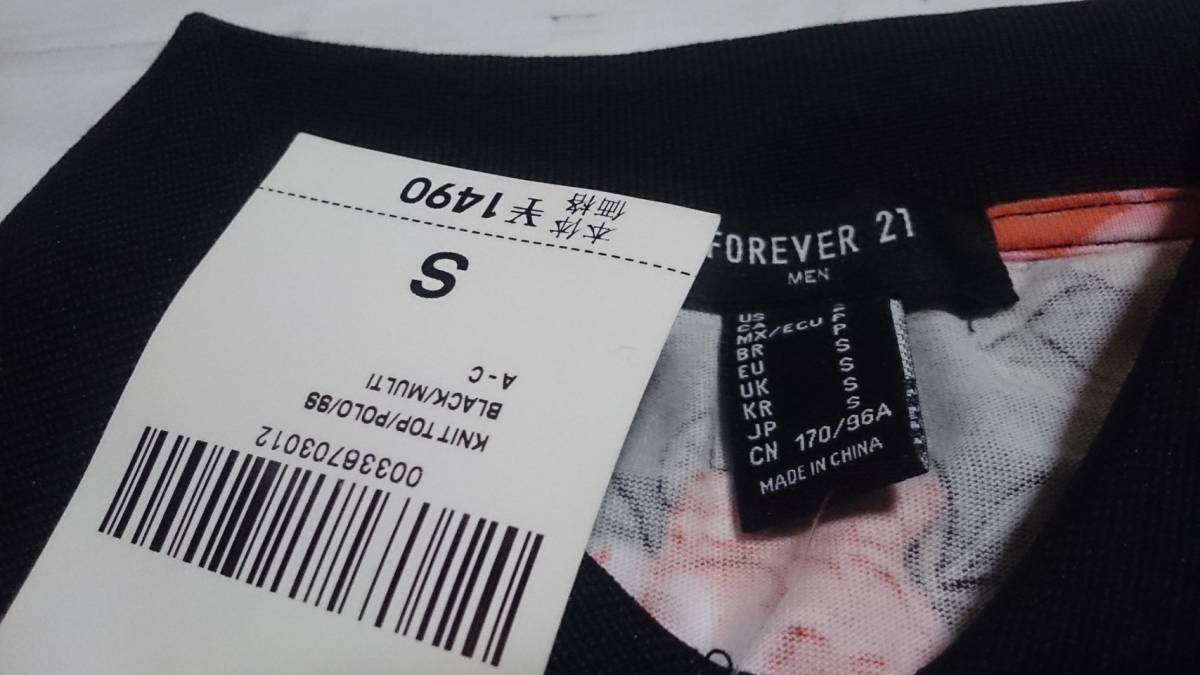 00338703012
KNIT TOP/POLO/SS
BLACK/MULTI
A-C
S
本体
価格 ¥1490
FOREVER 21
MEN
US
CA S
MX/ECU P
BR P
EU S
UK S
KR S
JP S
CN 170/96A
MADE IN CHINA